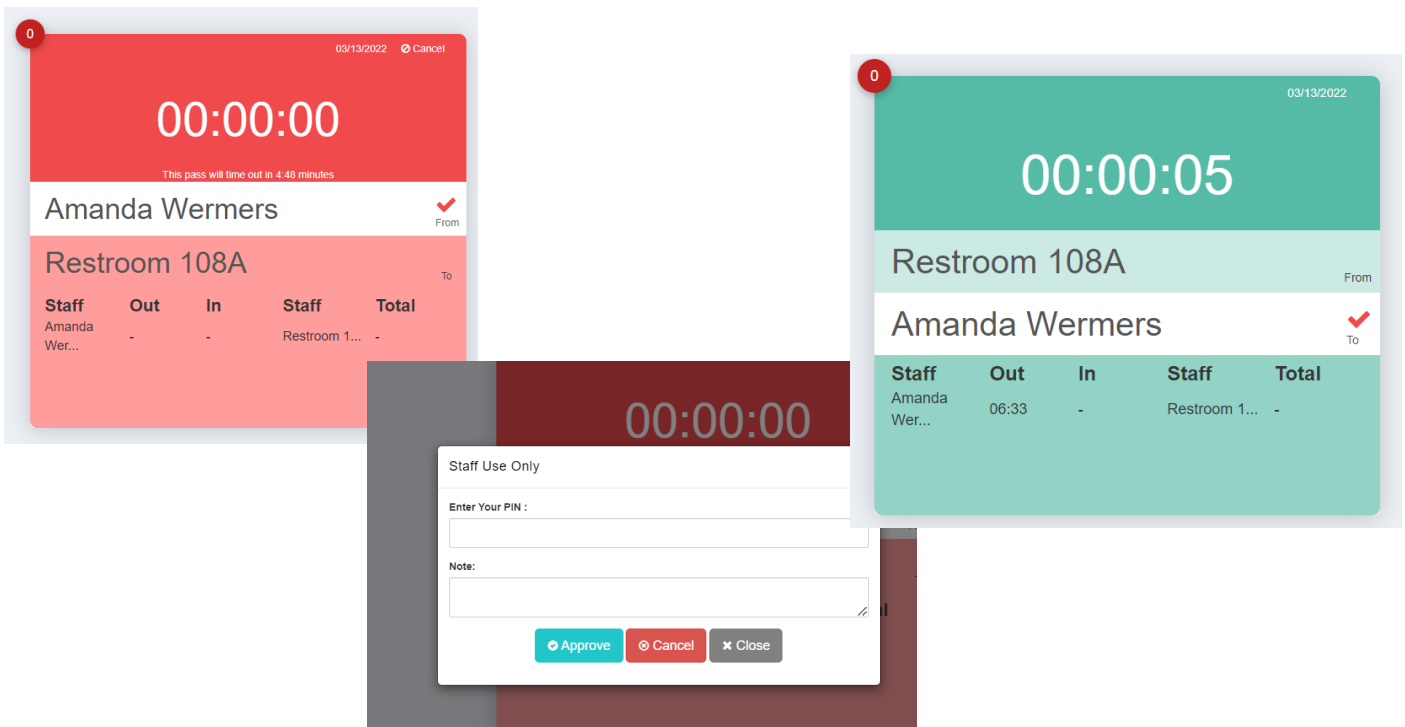 0
03/13/2022 Cancel
00:00:00
This pass will time out in 4:48 minutes
Amanda Wermers
From
Restroom 108A
To
Staff Out In Staff Total
Amanda Wer... - - Restroom 1... -
00:00:00
Staff Use Only
Enter Your PIN :
Note:
Approve Cancel Close
0
03/13/2022
00:00:05
Restroom 108A
From
Amanda Wermers
To
Staff Out In Staff Total
Amanda Wer... 06:33 - Restroom 1... -